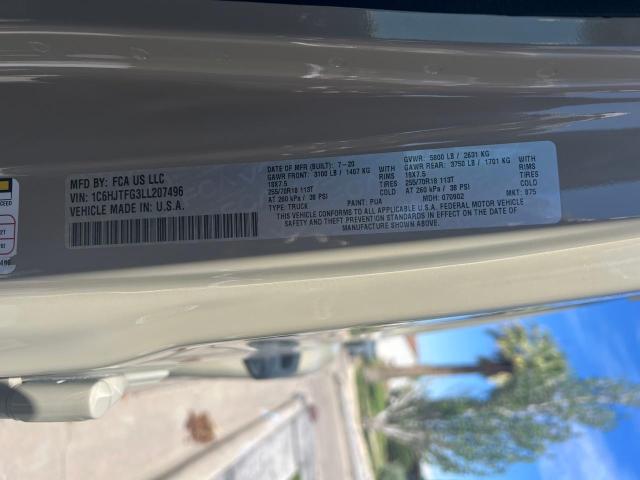 MFD BY: FCA US LLC
VIN: 1C6HJTFG3LL207496
VEHICLE MADE IN: U.S.A.
DATE OF MFR (BUILT): 7-20 GVWR: 5800 LB / 2631 KG
GAWR FRONT: 3100 LB / 1407 KG WITH GAWR REAR: 3750 LB / 1701 KG WITH
18X7.5 RIMS 18X7.5 RIMS
255/70R18 113T TIRES 255/70R18 113T TIRES
AT 260 kPa / 38 PSI COLD AT 260 kPa / 38 PSI COLD
TYPE: TRUCK PAINT: PUA MDH: 070902 MKT: 875
THIS VEHICLE CONFORMS TO ALL APPLICABLE U.S.A. FEDERAL MOTOR VEHICLE
SAFETY AND THEFT PREVENTION STANDARDS IN EFFECT ON THE DATE OF MANUFACTURE SHOWN ABOVE.